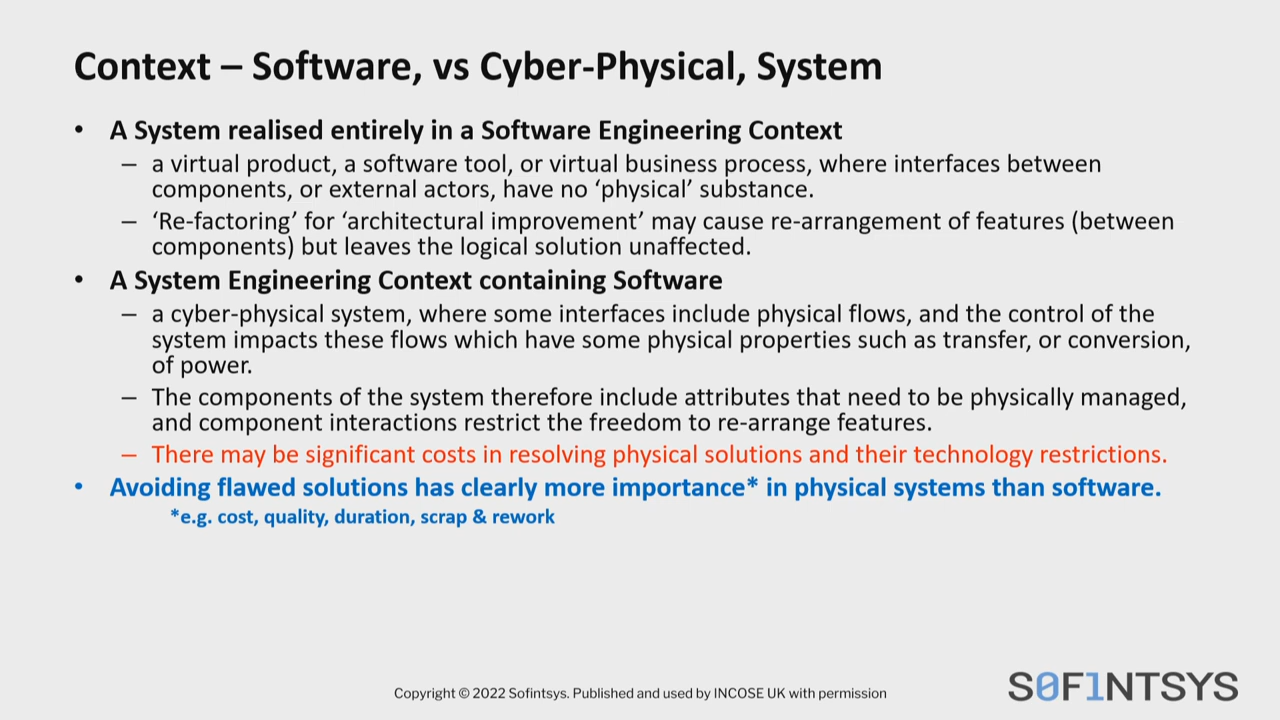 Context – Software, vs Cyber-Physical, System
• A System realised entirely in a Software Engineering Context
– a virtual product, a software tool, or virtual business process, where interfaces between
components, or external actors, have no ‘physical’ substance.
– ‘Re-factoring’ for ‘architectural improvement’ may cause re-arrangement of features (between
components) but leaves the logical solution unaffected.
• A System Engineering Context containing Software
– a cyber-physical system, where some interfaces include physical flows, and the control of the
system impacts these flows which have some physical properties such as transfer, or conversion,
of power.
– The components of the system therefore include attributes that need to be physically managed,
and component interactions restrict the freedom to re-arrange features.
– There may be significant costs in resolving physical solutions and their technology restrictions.
• Avoiding flawed solutions has clearly more importance* in physical systems than software.
*e.g. cost, quality, duration, scrap & rework
Copyright © 2022 Sofintsys. Published and used by INCOSE UK with permission
S0F1NTSYS